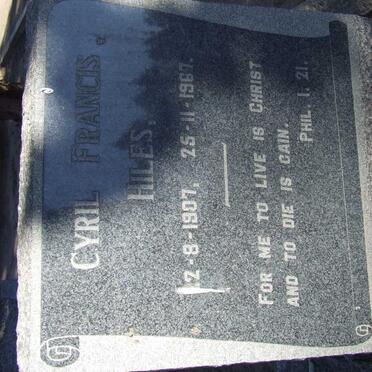 CYRIL FRANCIS
HILES.
2-8-1907. 25-11-1967.
FOR ME TO LIVE IS CHRIST
AND TO DIE IS GAIN.
PHIL. 1. 21.